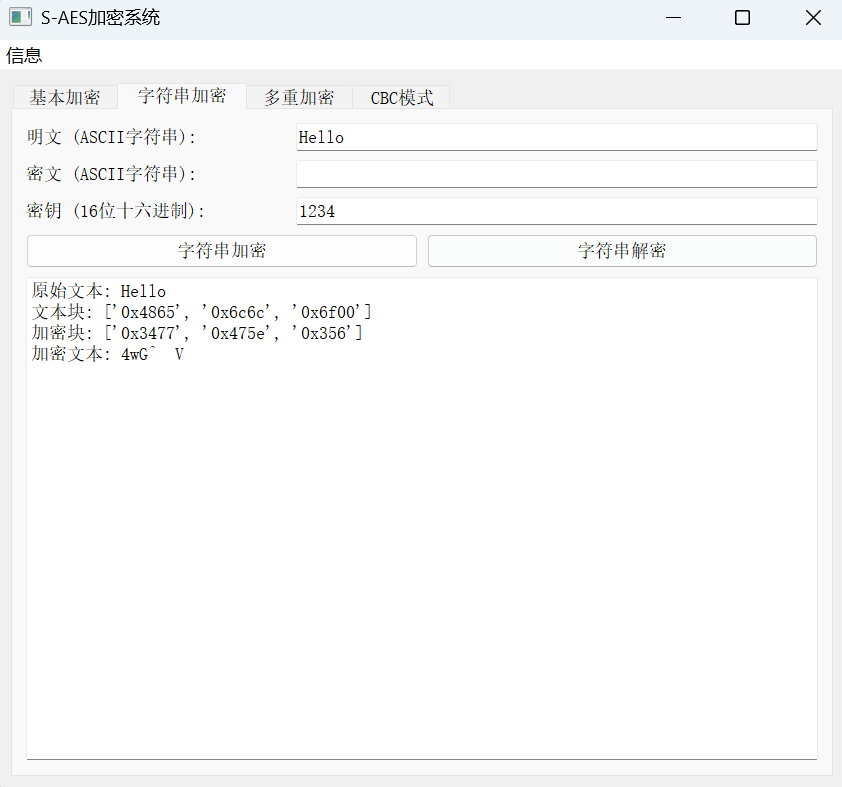 S-AES加密系统
信息
基本加密 字符串加密 多重加密 CBC模式
明文 (ASCII字符串): Hello
密文 (ASCII字符串):
密钥 (16位十六进制): 1234
字符串加密 字符串解密
原始文本: Hello
文本块: ['0x4865', '0x6c6c', '0x6f00']
加密块: ['0x3477', '0x475e', '0x356']
加密文本: 4wG^ V